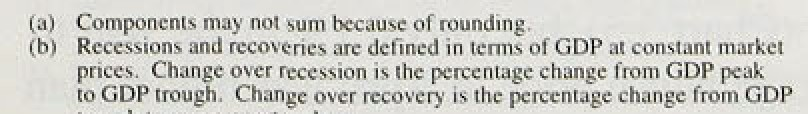 (a) Components may not sum because of rounding.
(b) Recessions and recoveries are defined in terms of GDP at constant market
prices. Change over recession is the percentage change from GDP peak
to GDP trough. Change over recovery is the percentage change from GDP